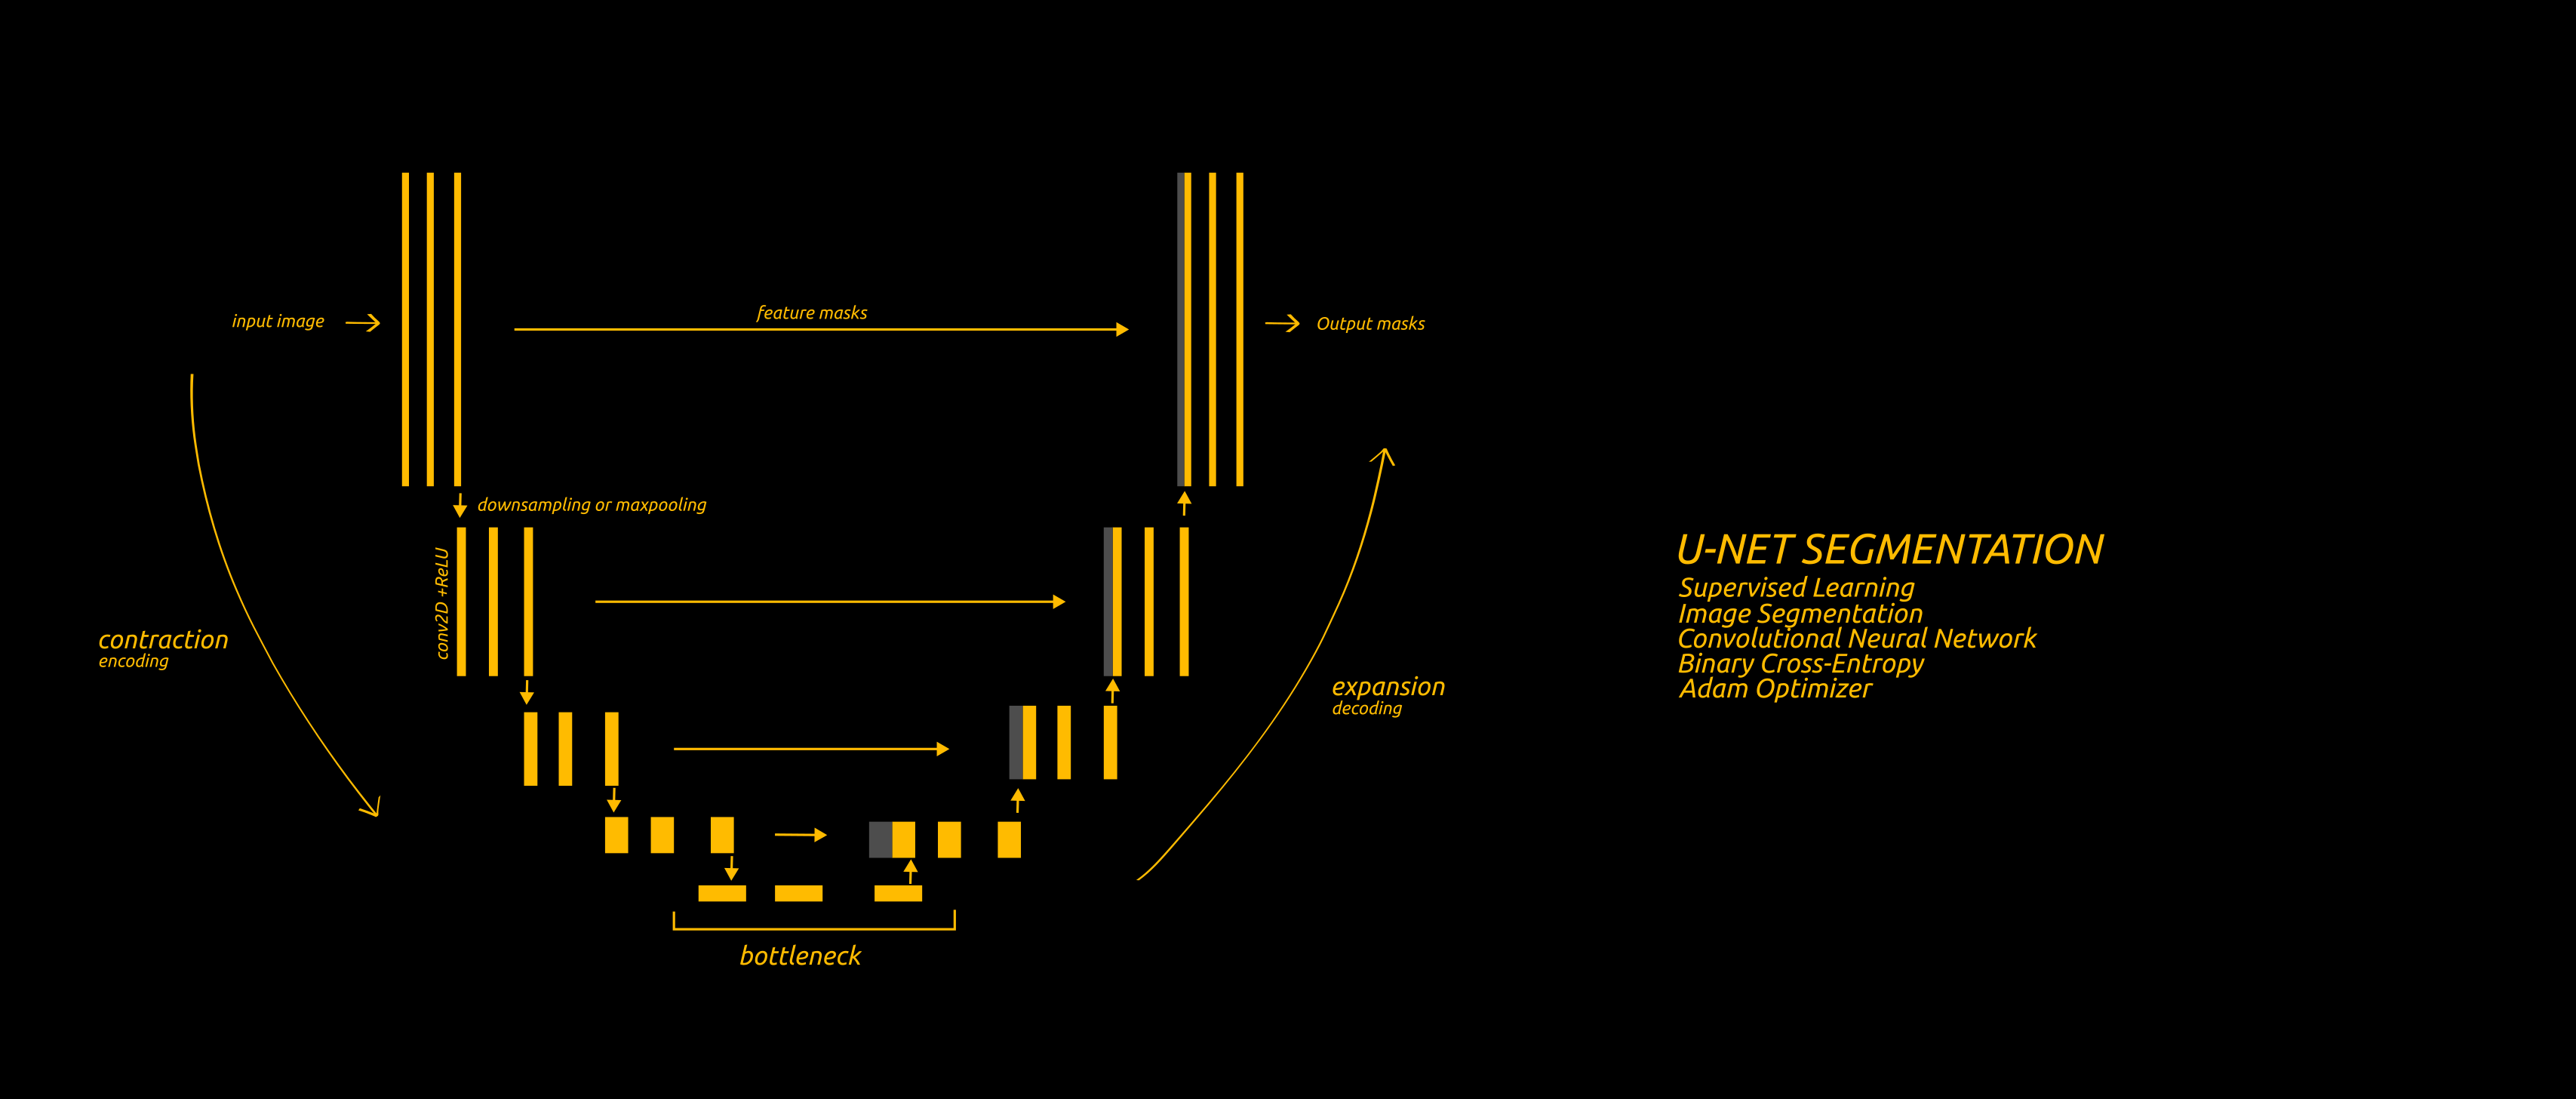 input image
feature masks
Output masks
downsampling or maxpooling
conv2D +ReLU
contraction
encoding
expansion
decoding
bottleneck
U-NET SEGMENTATION
Supervised Learning
Image Segmentation
Convolutional Neural Network
Binary Cross-Entropy
Adam Optimizer